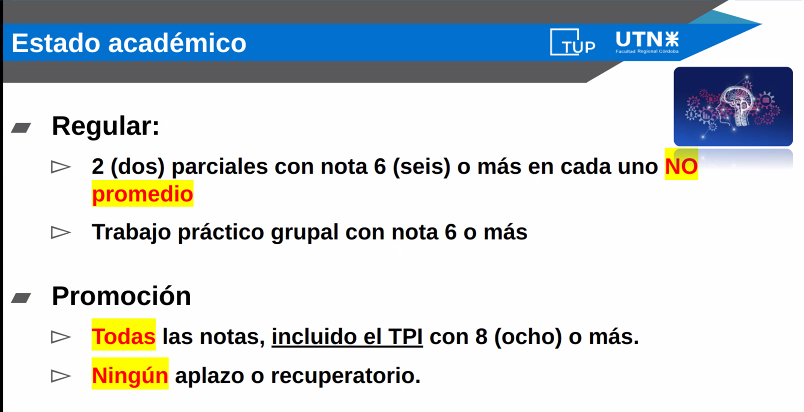 Estado académico
TUP
UTN
Facultad Regional Córdoba
Regular:
2 (dos) parciales con nota 6 (seis) o más en cada uno NO
promedio
Trabajo práctico grupal con nota 6 o más
Promoción
Todas las notas, incluido el TPI con 8 (ocho) o más.
Ningún aplazo o recuperatorio.